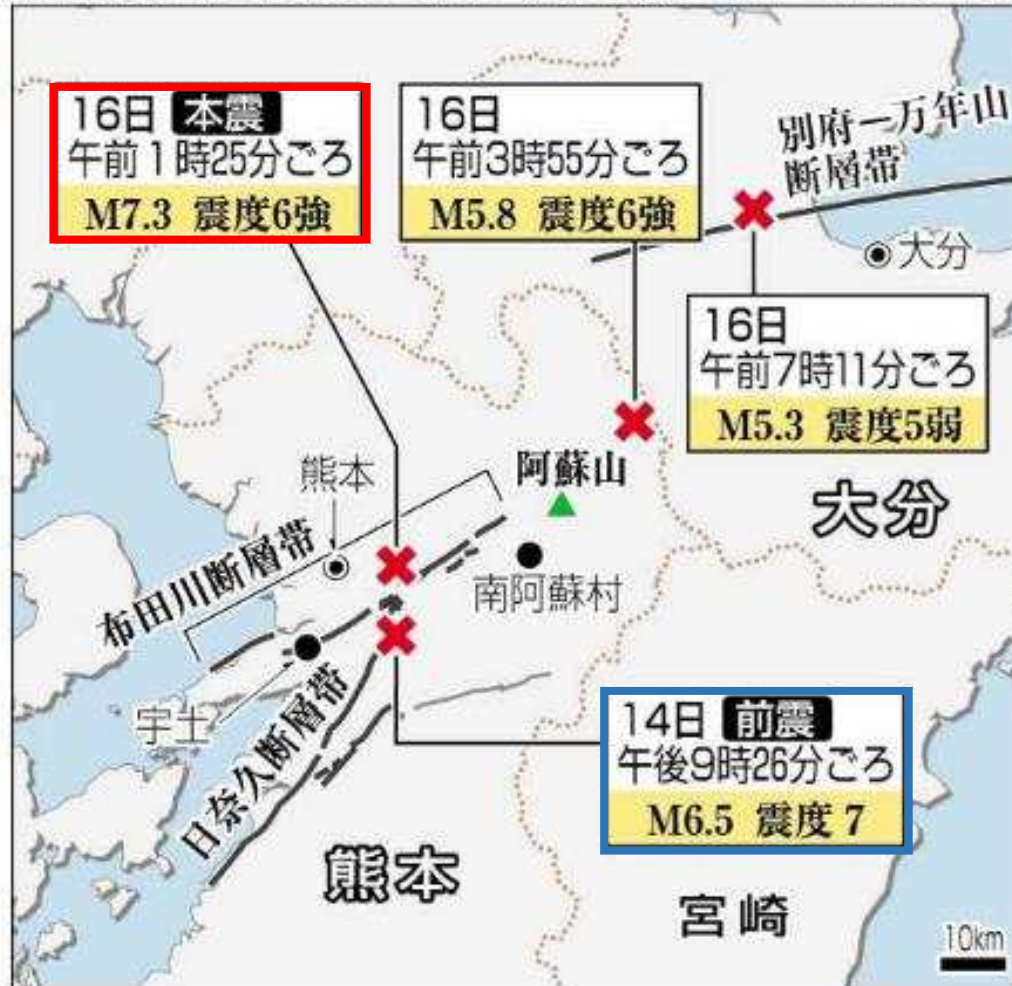 16日 本震
午前1時25分ごろ
M7.3 震度6強
16日
午前3時55分ごろ
M5.8 震度6強
別府−万年山
断層帯
大分
16日
午前7時11分ごろ
M5.3 震度5弱
阿蘇山
大分
熊本
布田川断層帯
南阿蘇村
宇土
日奈久断層帯
14日 前震
午後9時26分ごろ
M6.5 震度7
熊本
宮崎
10km